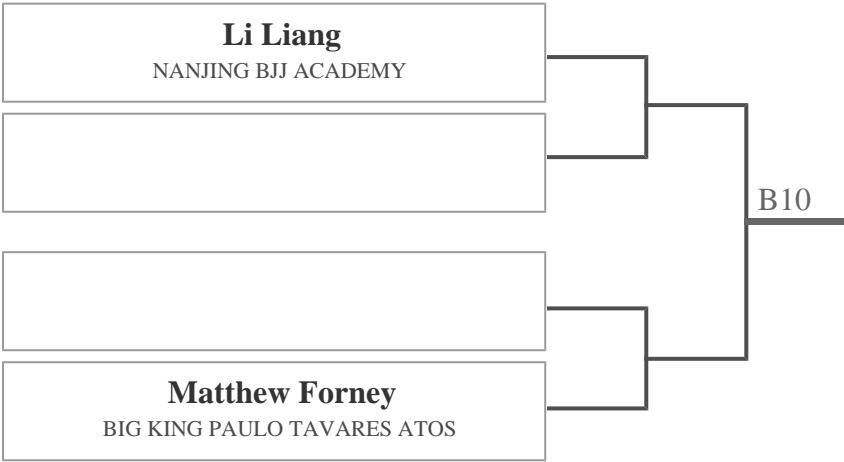 Li Liang
NANJING BJJ ACADEMY
B10
Matthew Forney
BIG KING PAULO TAVARES ATOS